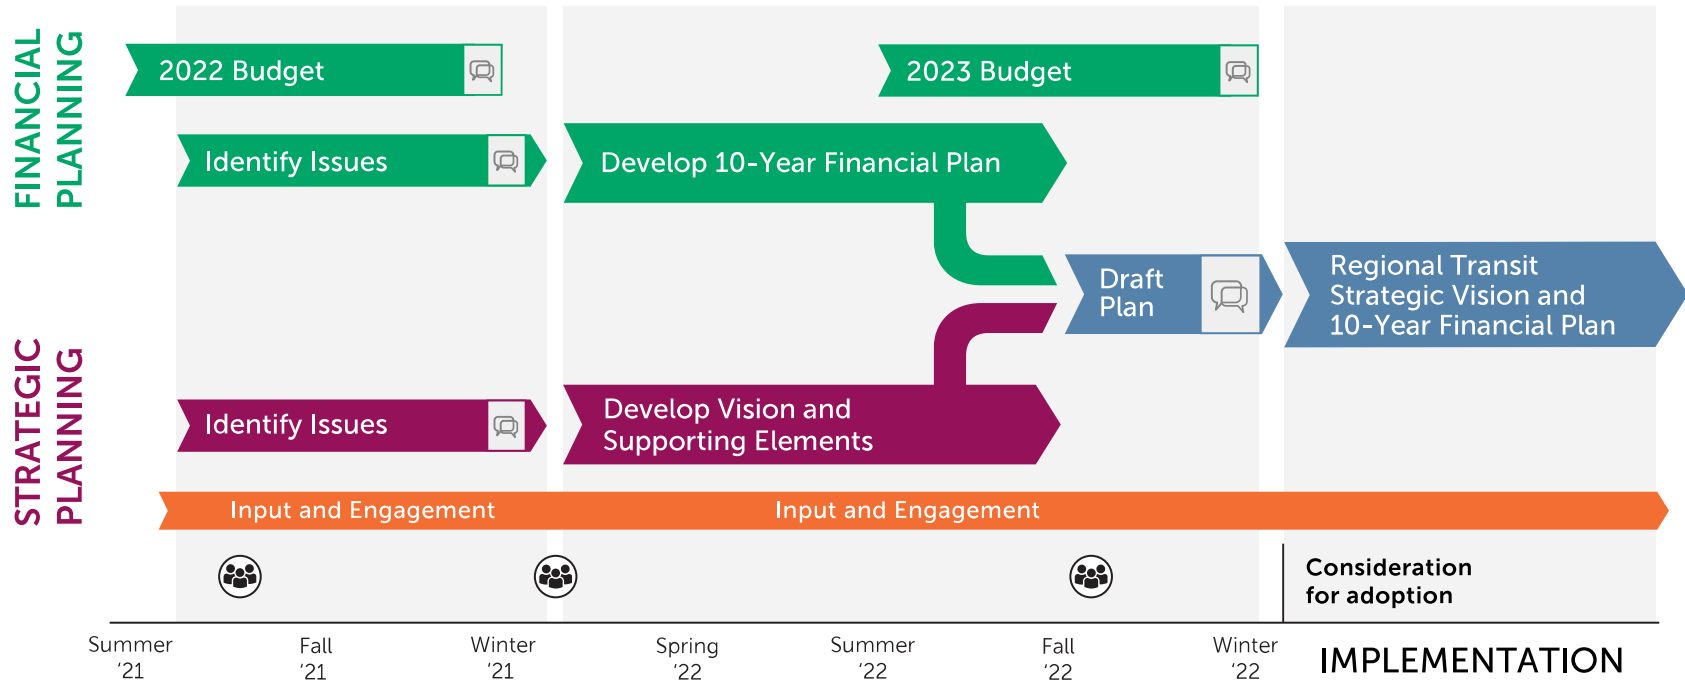 FINANCIAL
PLANNING
2022 Budget
2023 Budget
Identify Issues
Develop 10-Year Financial Plan
Draft
Plan
Regional Transit
Strategic Vision and
10-Year Financial Plan
STRATEGIC
PLANNING
Identify Issues
Develop Vision and
Supporting Elements
Input and Engagement
Input and Engagement
Consideration
for adoption
Summer
‘21
Fall
‘21
Winter
‘21
Spring
‘22
Summer
‘22
Fall
‘22
Winter
‘22
IMPLEMENTATION